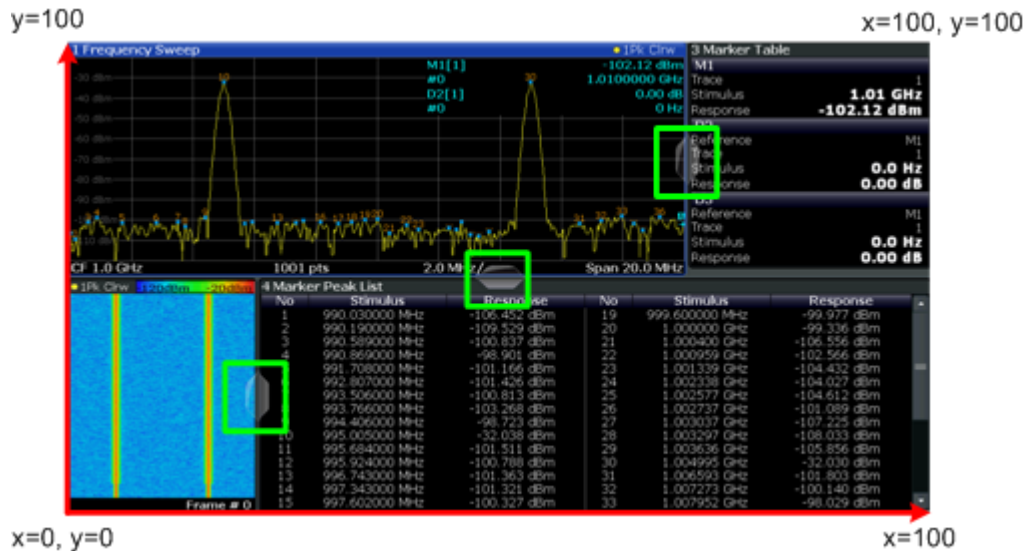 y=100
x=100, y=100
1 Frequency Sweep
1Pk Clrw
M1[1] -102.12 dBm
#0 1.0100000 GHz
D2[1] 0.00 dB
#0 0 Hz
-30 dBm
-40 dBm
-50 dBm
-60 dBm
-70 dBm
-80 dBm
-90 dBm
10
30
CF 1.0 GHz 1001 pts 2.0 MHz/ Span 20.0 MHz
3 Marker Table
M1
Trace 1
Stimulus 1.01 GHz
Response -102.12 dBm
D2
Reference M1
Trace 1
Stimulus 0.0 Hz
Response 0.00 dB
D3
Reference M1
Trace 1
Stimulus 0.0 Hz
Response 0.00 dB
1Pk Clrw -120dBm -20dBm
Frame # 0
4 Marker Peak List
No Stimulus Response No Stimulus Response
1 990.030000 MHz -106.452 dBm 19 999.600000 MHz -99.977 dBm
2 990.190000 MHz -109.529 dBm 20 1.000000 GHz -99.336 dBm
3 990.589000 MHz -100.837 dBm 21 1.000400 GHz -106.556 dBm
4 990.869000 MHz -98.901 dBm 22 1.000959 GHz -102.566 dBm
991.708000 MHz -101.166 dBm 23 1.001339 GHz -104.432 dBm
992.807000 MHz -101.426 dBm 24 1.002338 GHz -104.027 dBm
993.506000 MHz -100.813 dBm 25 1.002577 GHz -104.612 dBm
993.766000 MHz -103.268 dBm 26 1.002737 GHz -101.089 dBm
994.406000 MHz -98.723 dBm 27 1.003037 GHz -107.225 dBm
10 995.005000 MHz -32.038 dBm 28 1.003297 GHz -108.033 dBm
11 995.684000 MHz -101.511 dBm 29 1.003636 GHz -105.856 dBm
12 995.924000 MHz -100.788 dBm 30 1.004995 GHz -32.030 dBm
13 996.743000 MHz -101.363 dBm 31 1.006593 GHz -101.803 dBm
14 997.343000 MHz -101.321 dBm 32 1.007273 GHz -100.140 dBm
15 997.602000 MHz -100.327 dBm 33 1.007952 GHz -98.029 dBm
x=0, y=0
x=100